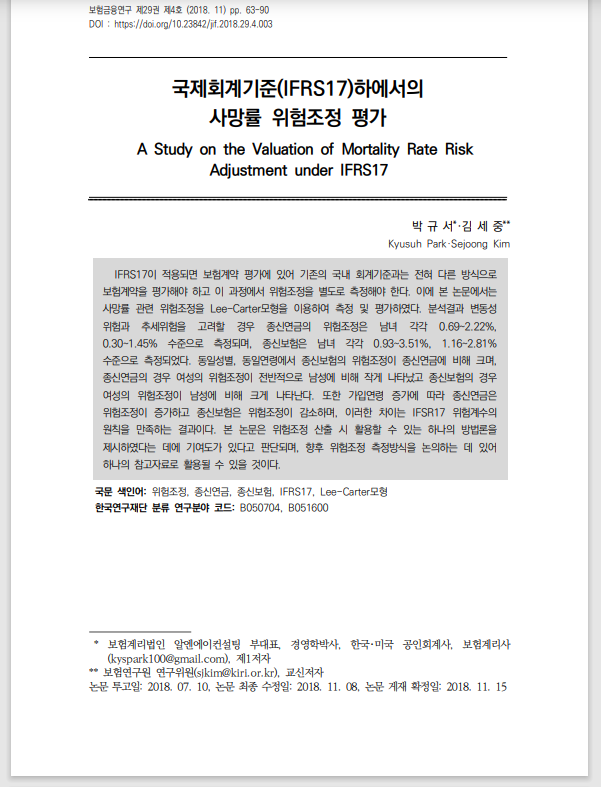 보험금융연구 제29권 제4호 (2018. 11) pp. 63-90
DOI : https://doi.org/10.23842/jif.2018.29.4.003
국제회계기준(IFRS17)하에서의
사망률 위험조정 평가
A Study on the Valuation of Mortality Rate Risk
Adjustment under IFRS17
박 규 서*·김 세 중**
Kyusuh Park·Sejoong Kim
IFRS17이 적용되면 보험계약 평가에 있어 기존의 국내 회계기준과는 전혀 다른 방식으로
보험계약을 평가해야 하고 이 과정에서 위험조정을 별도로 측정해야 한다. 이에 본 논문에서는
사망률 관련 위험조정을 Lee-Carter모형을 이용하여 측정 및 평가하였다. 분석결과 변동성
위험과 추세위험을 고려할 경우 종신연금의 위험조정은 남녀 각각 0.69-2.22%,
0.30-1.45% 수준으로 측정되며, 종신보험은 남녀 각각 0.93-3.51%, 1.16-2.81%
수준으로 측정되었다. 동일성별, 동일연령에서 종신보험의 위험조정이 종신연금에 비해 크며,
종신연금의 경우 여성의 위험조정이 전반적으로 남성에 비해 작게 나타났고 종신보험의 경우
여성의 위험조정이 남성에 비해 크게 나타난다. 또한 가입연령 증가에 따라 종신연금은
위험조정이 증가하고 종신보험은 위험조정이 감소하며, 이러한 차이는 IFSR17 위험계수의
원칙을 만족하는 결과이다. 본 논문은 위험조정 산출 시 활용할 수 있는 하나의 방법론을
제시하였다는 데에 기여도가 있다고 판단되며, 향후 위험조정 측정방식을 논의하는 데 있어
하나의 참고자료로 활용될 수 있을 것이다.
국문 색인어: 위험조정, 종신연금, 종신보험, IFRS17, Lee-Carter모형
한국연구재단 분류 연구분야 코드: B050704, B051600
* 보험계리법인 알엔에이컨설팅 부대표, 경영학박사, 한국·미국 공인회계사, 보험계리사
(kyspark100@gmail.com), 제1저자
** 보험연구원 연구위원(sjkim@kiri.or.kr), 교신저자
논문 투고일: 2018. 07. 10, 논문 최종 수정일: 2018. 11. 08, 논문 게재 확정일: 2018. 11. 15